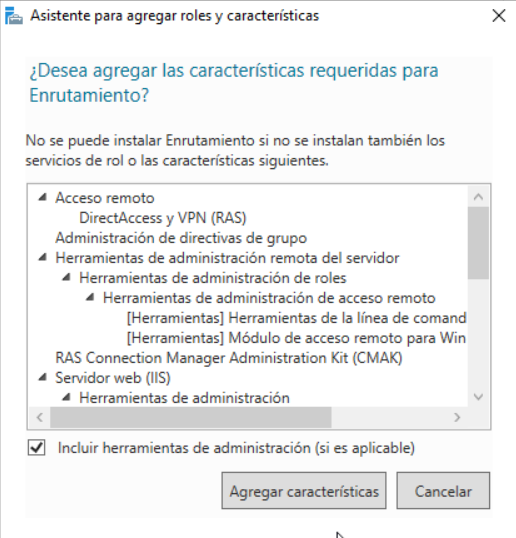 Asistente para agregar roles y características
¿Desea agregar las características requeridas para
Enrutamiento?
No se puede instalar Enrutamiento si no se instalan también los
servicios de rol o las características siguientes.
Acceso remoto
DirectAccess y VPN (RAS)
Administración de directivas de grupo
Herramientas de administración remota del servidor
Herramientas de administración de roles
Herramientas de administración de acceso remoto
[Herramientas] Herramientas de la línea de comand
[Herramientas] Módulo de acceso remoto para Win
RAS Connection Manager Administration Kit (CMAK)
Servidor web (IIS)
Herramientas de administración
Incluir herramientas de administración (si es aplicable)
Agregar características
Cancelar